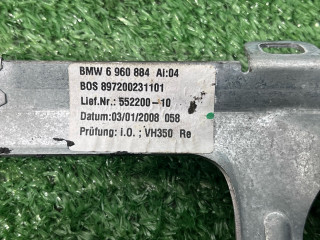 BMW 6 960 884 AI:04
BOS 897200231101
Lief.Nr.: 552200-10
Datum:03/01/2008 058
Prüfung: i.O. ; VH350 Re